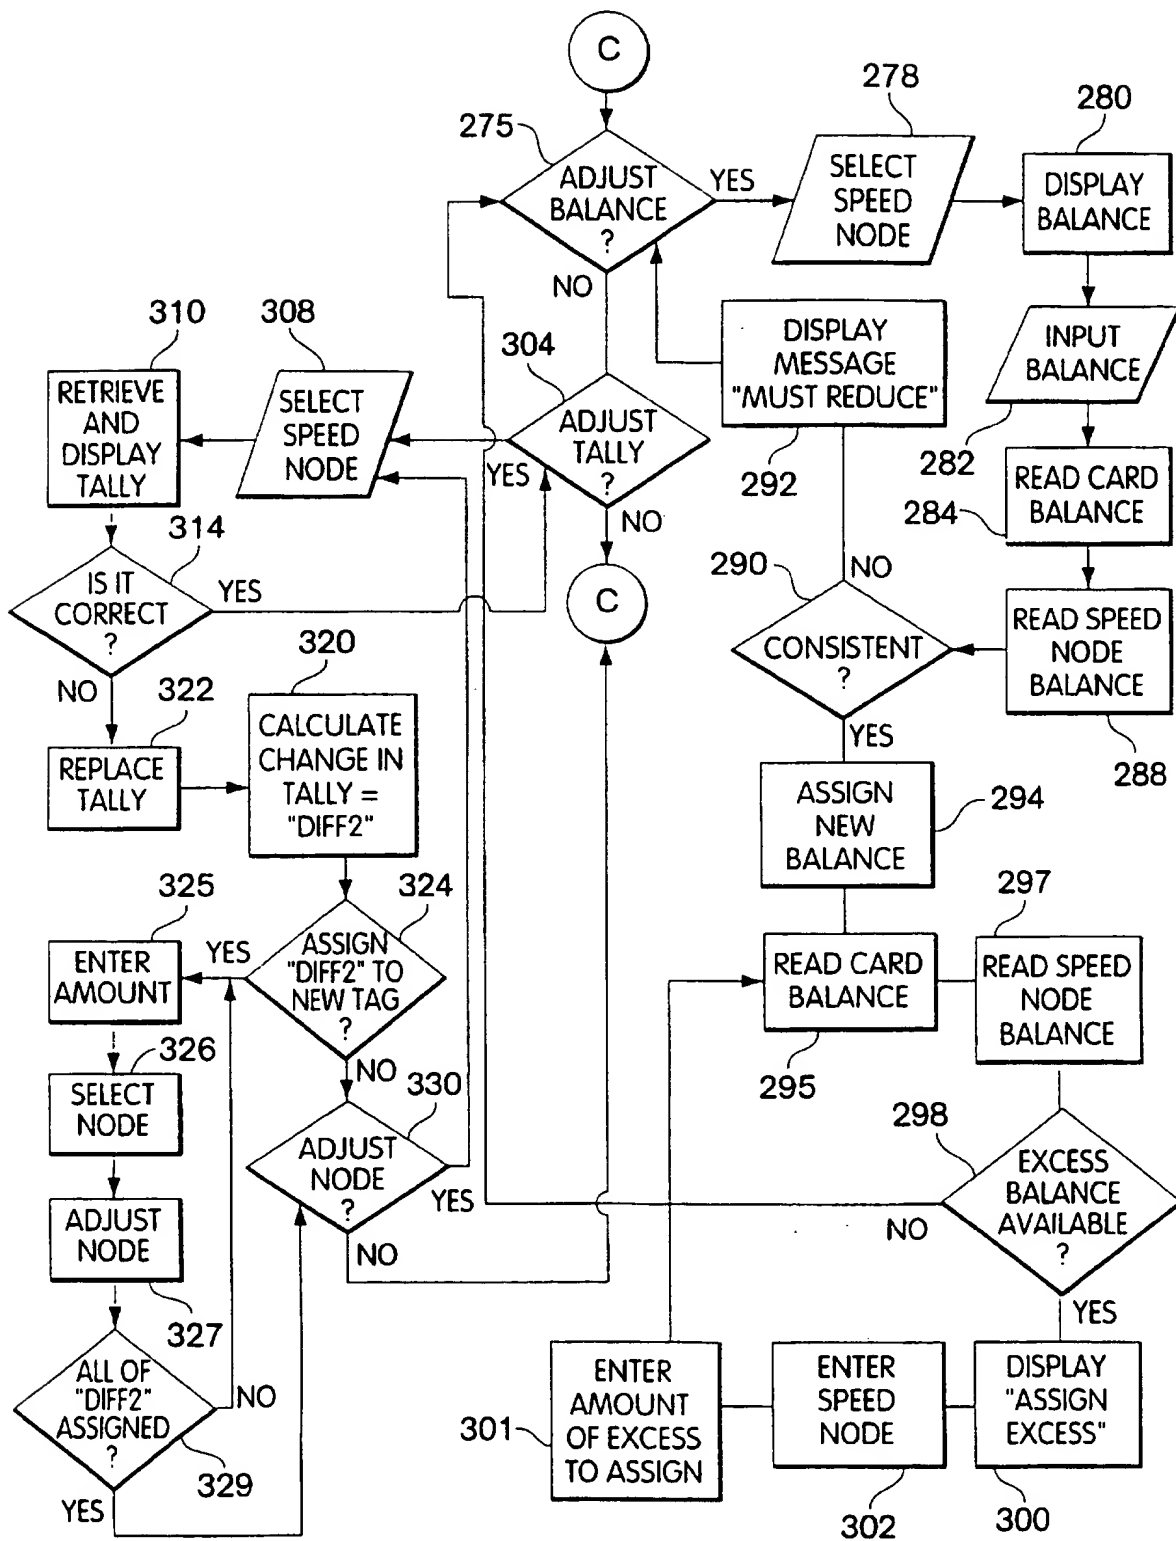 C
275
ADJUST
BALANCE
?
YES
NO
278
SELECT
SPEED
NODE
280
DISPLAY
BALANCE
INPUT
BALANCE
282
READ CARD
BALANCE
284
READ SPEED
NODE
BALANCE
288
DISPLAY
MESSAGE
"MUST REDUCE"
292
290
NO
CONSISTENT
?
YES
ASSIGN
NEW
BALANCE
294
READ CARD
BALANCE
295
297
READ SPEED
NODE
BALANCE
298
EXCESS
BALANCE
AVAILABLE
?
NO
YES
DISPLAY
"ASSIGN
EXCESS"
300
ENTER
SPEED
NODE
302
ENTER
AMOUNT
OF EXCESS
TO ASSIGN
301
304
ADJUST
TALLY
?
YES
NO
C
308
SELECT
SPEED
NODE
310
RETRIEVE
AND
DISPLAY
TALLY
314
IS IT
CORRECT
?
YES
NO
322
REPLACE
TALLY
320
CALCULATE
CHANGE IN
TALLY =
"DIFF2"
324
ASSIGN
"DIFF2" TO
NEW TAG
?
YES
NO
325
ENTER
AMOUNT
326
SELECT
NODE
ADJUST
NODE
327
ALL OF
"DIFF2"
ASSIGNED
?
NO
329
YES
330
ADJUST
NODE
?
YES
NO